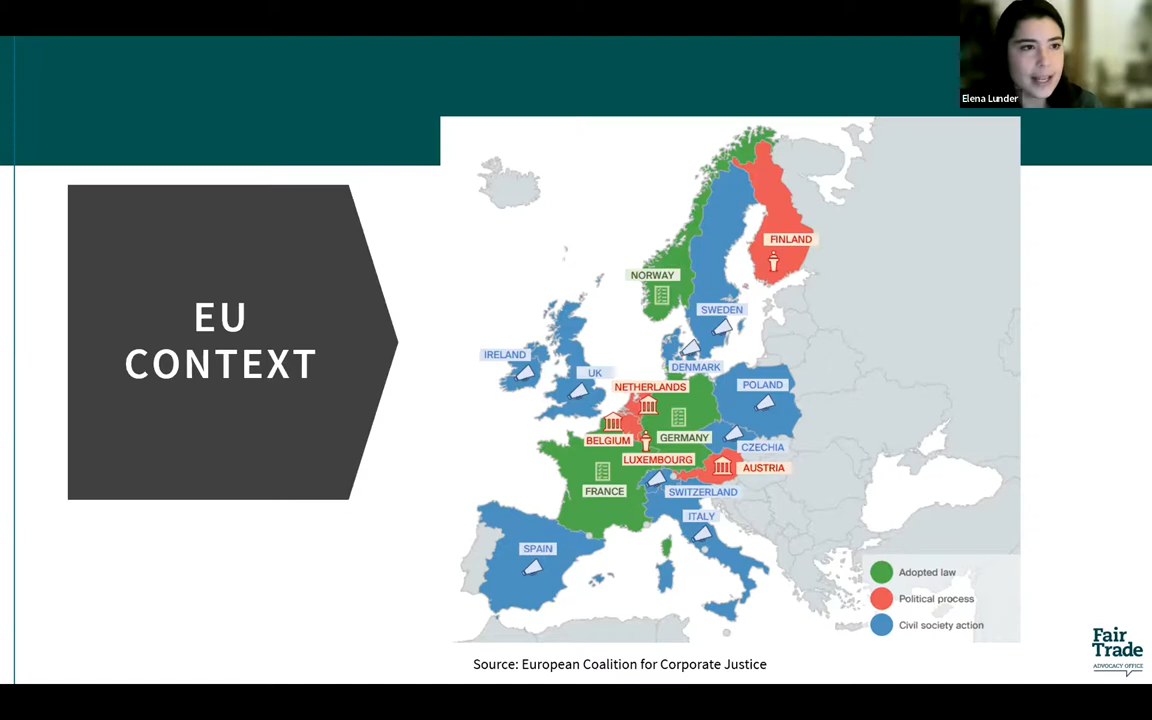 Elena Lunder
EU
CONTEXT
FINLAND
NORWAY
SWEDEN
IRELAND
DENMARK
UK
NETHERLANDS
POLAND
BELGIUM
GERMANY
CZECHIA
LUXEMBOURG
AUSTRIA
FRANCE
SWITZERLAND
ITALY
SPAIN
Adopted law
Political process
Civil society action
Source: European Coalition for Corporate Justice
Fair
Trade
ADVOCACY OFFICE